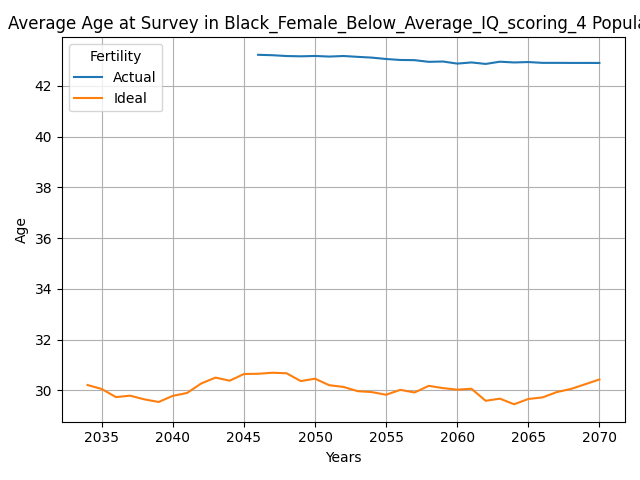 Average Age at Survey in Black_Female_Below_Average_IQ_scoring_4 Popula
Fertility
Actual
Ideal
42
40
38
36
34
32
30
Age
2035 2040 2045 2050 2055 2060 2065 2070
Years